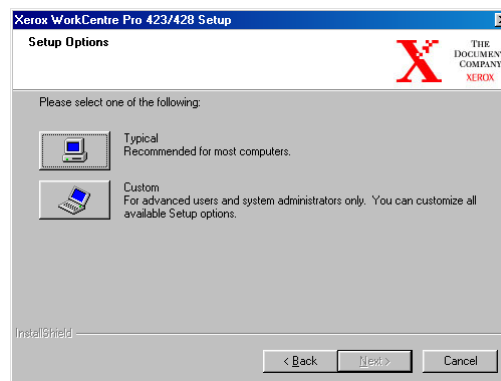 Xerox WorkCentre Pro 423/428 Setup
Setup Options
THE
DOCUMENT
COMPANY
XEROX
Please select one of the following:
Typical
Recommended for most computers.
Custom
For advanced users and system administrators only. You can customize all
available Setup options.
InstallShield
< Back
Next >
Cancel